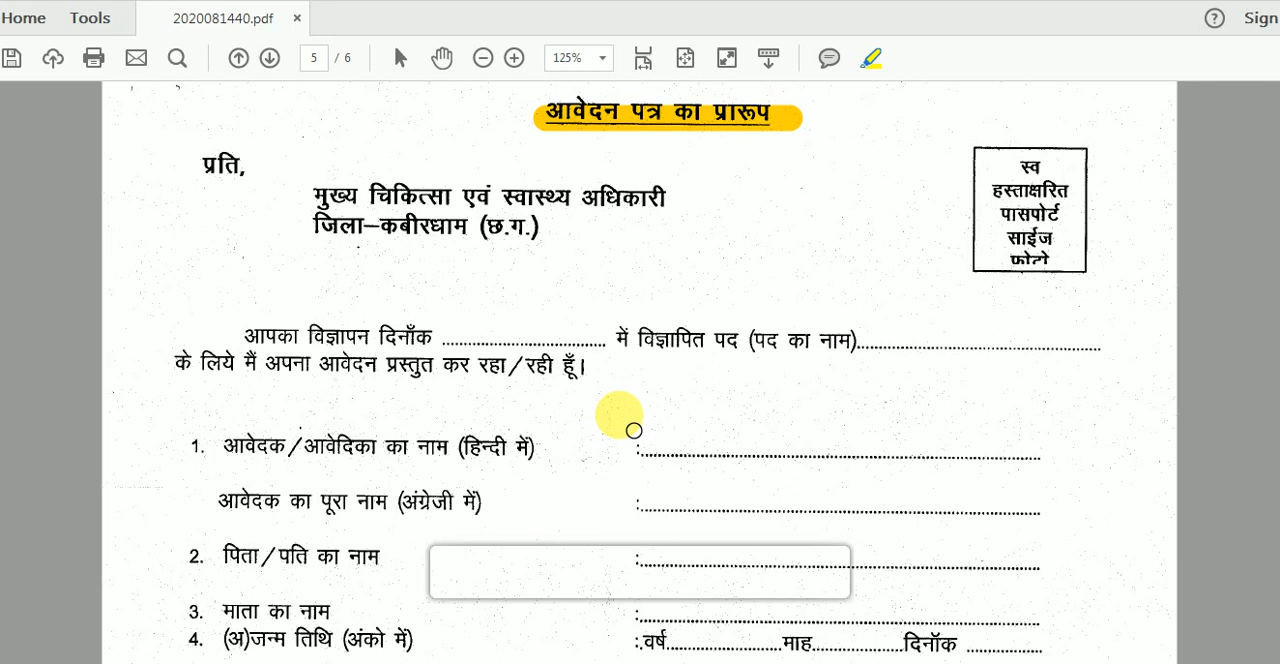 Home Tools 2020081440.pdf × ? Sign
5 / 6 125%
आवेदन पत्र का प्रारूप
प्रति,
मुख्य चिकित्सा एवं स्वास्थ्य अधिकारी
जिला–कबीरधाम (छ.ग.)
स्व
हस्ताक्षरित
पासपोर्ट
साईज
फोटो
आपका विज्ञापन दिनाँक .................................. में विज्ञापित पद (पद का नाम)..................................................
के लिये मैं अपना आवेदन प्रस्तुत कर रहा/रही हूँ।
1. आवेदक/आवेदिका का नाम (हिन्दी में) :..................................................
आवेदक का पूरा नाम (अंग्रेजी में) :..................................................
2. पिता/पति का नाम :..................................................
3. माता का नाम :..................................................
4. (अ)जन्म तिथि (अंको में) :.वर्ष........................माह...................दिनॉक ................